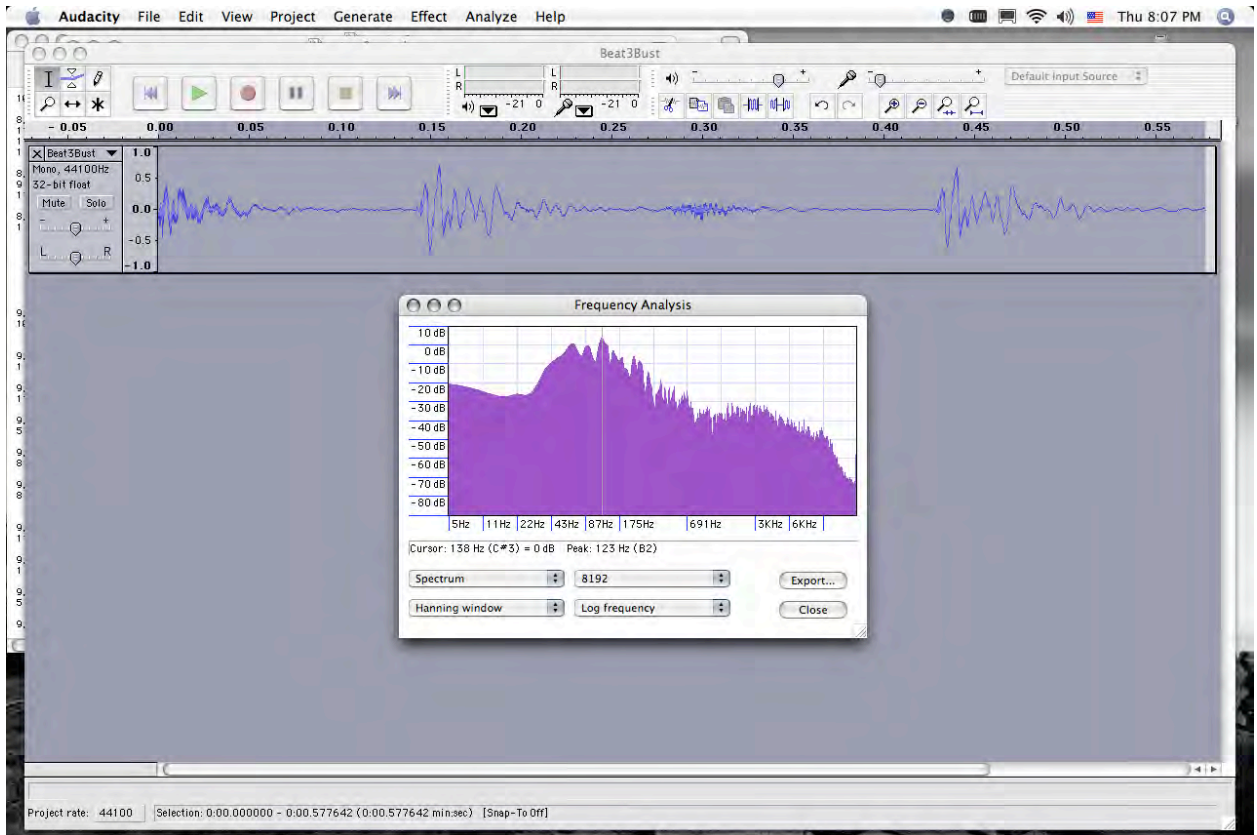 Audacity File Edit View Project Generate Effect Analyze Help Thu 8:07 PM
Beat3Bust
L R L R
-21 0 -21 0
- +
- +
Default Input Source
- 0.05 0.00 0.05 0.10 0.15 0.20 0.25 0.30 0.35 0.40 0.45 0.50 0.55
X Beat3Bust 1.0
Mono, 44100Hz
32-bit float 0.5
Mute Solo
- + 0.0
-0.5
L R
-1.0
Frequency Analysis
10 dB
0 dB
-10 dB
-20 dB
-30 dB
-40 dB
-50 dB
-60 dB
-70 dB
-80 dB
5Hz 11Hz 22Hz 43Hz 87Hz 175Hz 691Hz 3KHz 6KHz
Cursor: 138 Hz (C#3) = 0 dB Peak: 123 Hz (B2)
Spectrum 8192 Export...
Hanning window Log frequency Close
Project rate: 44100 Selection: 0:00.000000 - 0:00.577642 (0:00.577642 min:sec) [Snap-To Off]